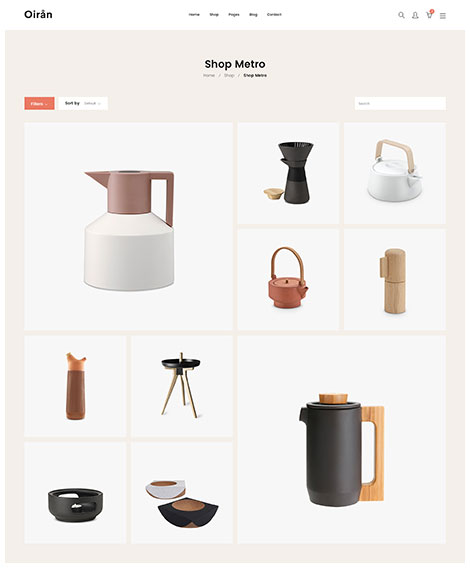 Oirån
Home Shop Pages Blog Contact
Shop Metro
Home / Shop / Shop Metro
Filters
Sort by Default
Search